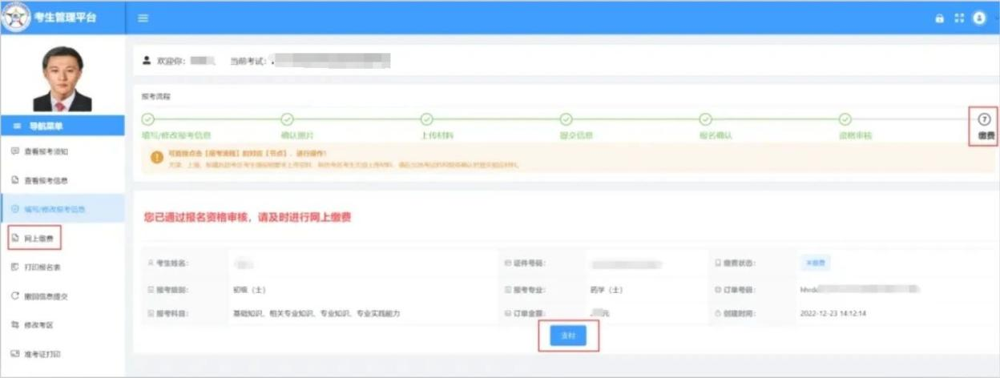 考生管理平台
欢迎你： 当前考试：
报考流程
填写/修改报考信息 确认照片 上传材料 提交信息 报名确认 资格审核 缴费
可直接点击【报考流程】的对应【节点】，进行操作！
导航菜单
查看报考须知
查看报考信息
填写/修改报考信息
网上缴费
打印报名表
撤回信息提交
修改考区
准考证打印
您已通过报名资格审核，请及时进行网上缴费
考生姓名： 证件号码： 缴费状态： 未缴费
报考级别： 初级（士） 报考专业： 药学（士） 订单号码：
报考科目： 基础知识、相关专业知识、专业知识、专业实践能力 订单金额： 元 创建时间： 2022-12-23 14:12:14
支付